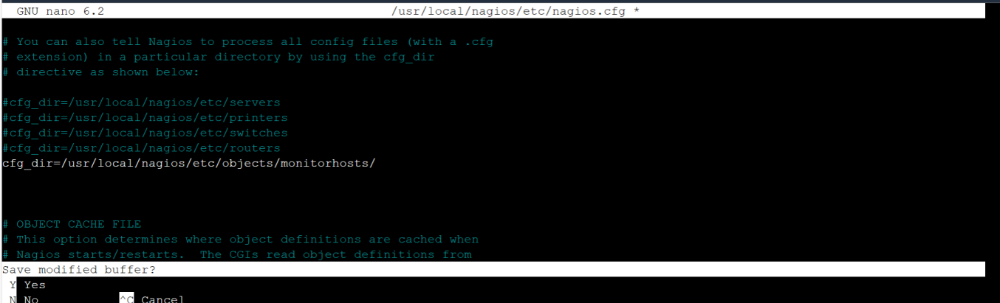 GNU nano 6.2 /usr/local/nagios/etc/nagios.cfg *
# You can also tell Nagios to process all config files (with a .cfg
# extension) in a particular directory by using the cfg_dir
# directive as shown below:
#cfg_dir=/usr/local/nagios/etc/servers
#cfg_dir=/usr/local/nagios/etc/printers
#cfg_dir=/usr/local/nagios/etc/switches
#cfg_dir=/usr/local/nagios/etc/routers
cfg_dir=/usr/local/nagios/etc/objects/monitorhosts/
# OBJECT CACHE FILE
# This option determines where object definitions are cached when
# Nagios starts/restarts.  The CGIs read object definitions from
Save modified buffer?
Y Yes
N No ^C Cancel